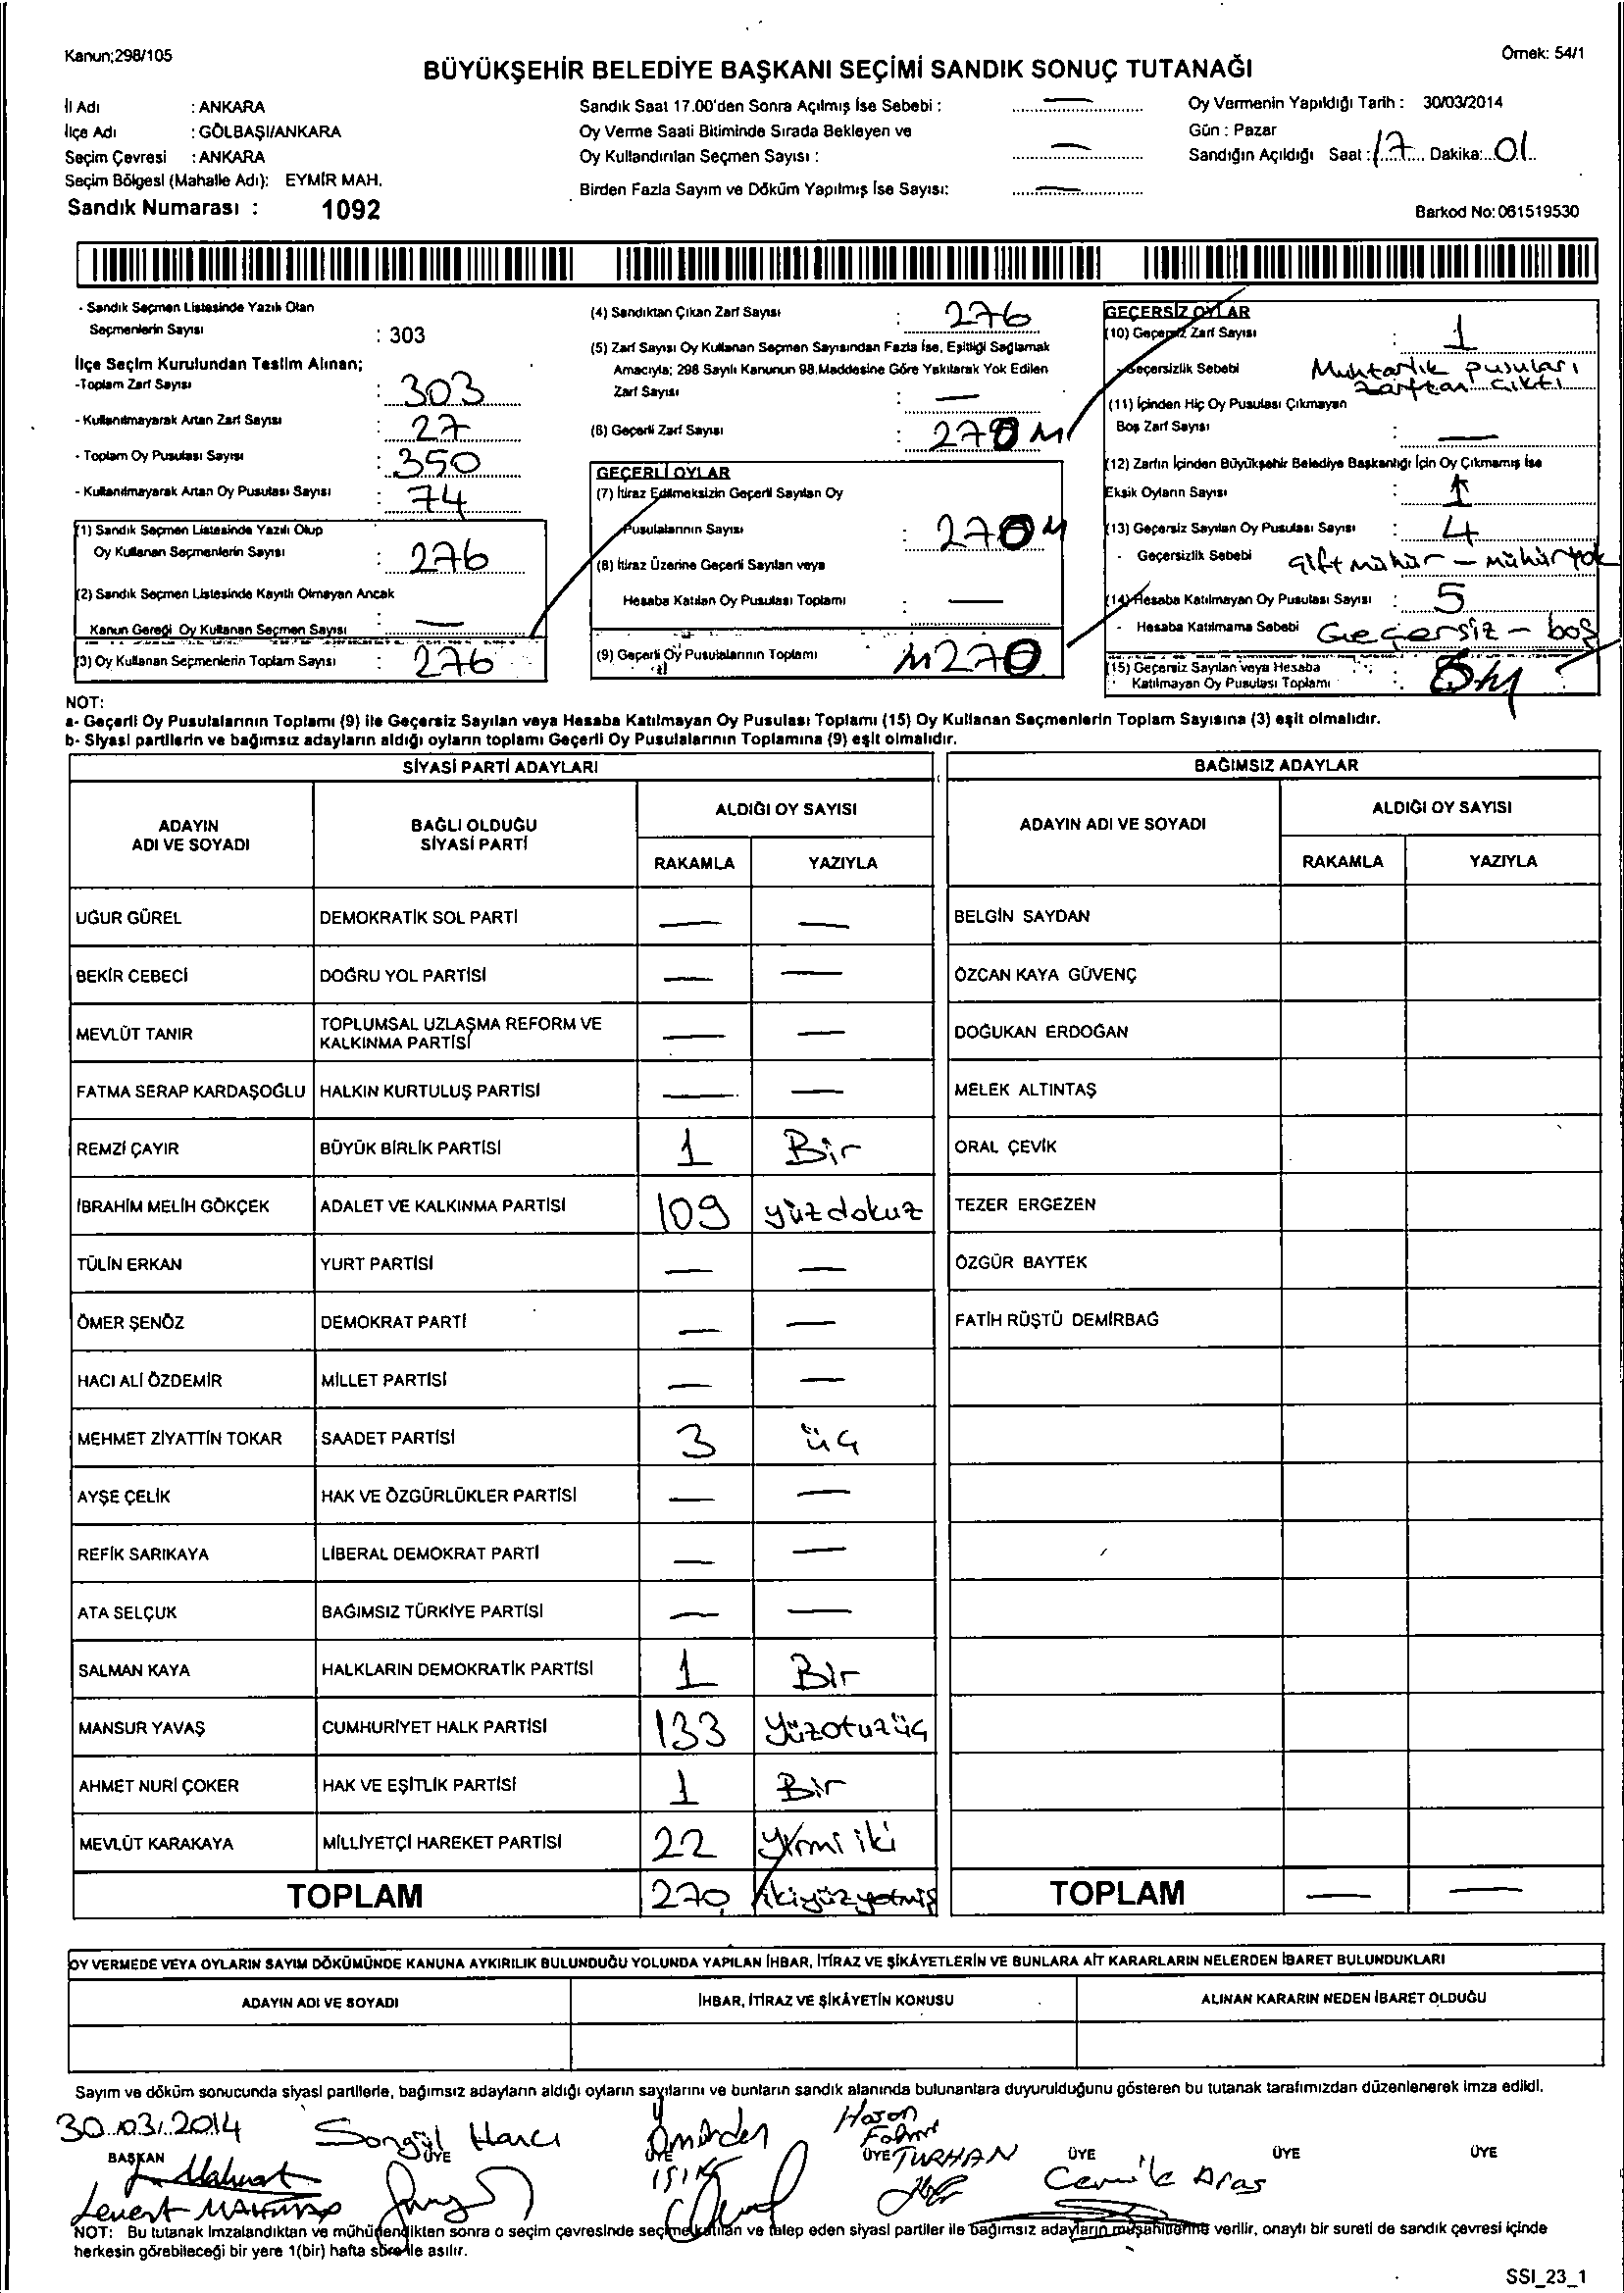 Kanun;298/105
Örnek: 54/1
BÜYÜKŞEHİR BELEDİYE BAŞKANI SEÇİMİ SANDIK SONUÇ TUTANAĞI
İl Adı : ANKARA
İlçe Adı : GÖLBAŞI/ANKARA
Seçim Çevresi : ANKARA
Seçim Bölgesi (Mahalle Adı): EYMİR MAH.
Sandık Numarası : 1092
Sandık Saat 17.00'den Sonra Açılmış İse Sebebi : —
Oy Verme Saati Bitiminde Sırada Bekleyen ve
Oy Kullandırılan Seçmen Sayısı : —
Birden Fazla Sayım ve Döküm Yapılmış İse Sayısı: —
Oy Vermenin Yapıldığı Tarih : 30/03/2014
Gün : Pazar
Sandığın Açıldığı Saat : 17 Dakika: 01
Barkod No: 061519530
- Sandık Seçmen Listesinde Yazılı Olan
Seçmenlerin Sayısı : 303
İlçe Seçim Kurulundan Teslim Alınan;
-Toplam Zarf Sayısı : 303
- Kullanılmayarak Artan Zarf Sayısı : 27
- Toplam Oy Pusulası Sayısı : 350
- Kullanılmayarak Artan Oy Pusulası Sayısı : 74
(1) Sandık Seçmen Listesinde Yazılı Olup
Oy Kullanan Seçmenlerin Sayısı : 276
(2) Sandık Seçmen Listesinde Kayıtlı Olmayan Ancak
Kanun Gereği Oy Kullanan Seçmen Sayısı : —
(3) Oy Kullanan Seçmenlerin Toplam Sayısı : 276
(4) Sandıktan Çıkan Zarf Sayısı : 276
(5) Zarf Sayısı Oy Kullanan Seçmen Sayısından Fazla İse, Eşitliği Sağlamak
Amacıyla; 298 Sayılı Kanunun 98.Maddesine Göre Yakılarak Yok Edilen
Zarf Sayısı : —
(6) Geçerli Zarf Sayısı :
GEÇERLİ OYLAR
(7) İtiraz Edilmeksizin Geçerli Sayılan Oy
Pusulalarının Sayısı : 270
(8) İtiraz Üzerine Geçerli Sayılan veya
Hesaba Katılan Oy Pusulası Toplamı : —
(9) Geçerli Oy Pusulalarının Toplamı 270
GEÇERSİZ OYLAR
(10) Geçersiz Zarf Sayısı : 1
Geçersizlik Sebebi Muhtarlık pusuları
zarftan çıktı
(11) İçinden Hiç Oy Pusulası Çıkmayan
Boş Zarf Sayısı : —
(12) Zarfın İçinden Büyükşehir Belediye Başkanlığı İçin Oy Çıkmamış İse
Eksik Oyların Sayısı : 1
(13) Geçersiz Sayılan Oy Pusulası Sayısı : 4
- Geçersizlik Sebebi çift mühür - mühür yok
(14) Hesaba Katılmayan Oy Pusulası Sayısı : 5
- Hesaba Katılmama Sebebi Geçersiz - boş
(15) Geçersiz Sayılan veya Hesaba
Katılmayan Oy Pusulası Toplamı :
NOT:
a- Geçerli Oy Pusulalarının Toplamı (9) ile Geçersiz Sayılan veya Hesaba Katılmayan Oy Pusulası Toplamı (15) Oy Kullanan Seçmenlerin Toplam Sayısına (3) eşit olmalıdır.
b- Siyasi partilerin ve bağımsız adayların aldığı oyların toplamı Geçerli Oy Pusulalarının Toplamına (9) eşit olmalıdır.
SİYASİ PARTİ ADAYLARI
ADAYIN ADI VE SOYADI BAĞLI OLDUĞU SİYASİ PARTİ ALDIĞI OY SAYISI
RAKAMLA YAZIYLA
UĞUR GÜREL DEMOKRATİK SOL PARTİ — —
BEKİR CEBECİ DOĞRU YOL PARTİSİ — —
MEVLÜT TANIR TOPLUMSAL UZLAŞMA REFORM VE KALKINMA PARTİSİ — —
FATMA SERAP KARDAŞOĞLU HALKIN KURTULUŞ PARTİSİ — —
REMZİ ÇAYIR BÜYÜK BİRLİK PARTİSİ 1 Bir
İBRAHİM MELİH GÖKÇEK ADALET VE KALKINMA PARTİSİ 109 yüzdokuz
TÜLİN ERKAN YURT PARTİSİ — —
ÖMER ŞENÖZ DEMOKRAT PARTİ — —
HACI ALİ ÖZDEMİR MİLLET PARTİSİ — —
MEHMET ZİYATTİN TOKAR SAADET PARTİSİ 3 üç
AYŞE ÇELİK HAK VE ÖZGÜRLÜKLER PARTİSİ — —
REFİK SARIKAYA LİBERAL DEMOKRAT PARTİ — —
ATA SELÇUK BAĞIMSIZ TÜRKİYE PARTİSİ — —
SALMAN KAYA HALKLARIN DEMOKRATİK PARTİSİ 1 Bir
MANSUR YAVAŞ CUMHURİYET HALK PARTİSİ 133 Yüzotuzüç
AHMET NURİ ÇOKER HAK VE EŞİTLİK PARTİSİ 1 Bir
MEVLÜT KARAKAYA MİLLİYETÇİ HAREKET PARTİSİ 22 Yirmi iki
TOPLAM 270 ikiyüzyetmiş
BAĞIMSIZ ADAYLAR
ADAYIN ADI VE SOYADI ALDIĞI OY SAYISI
RAKAMLA YAZIYLA
BELGİN SAYDAN
ÖZCAN KAYA GÜVENÇ
DOĞUKAN ERDOĞAN
MELEK ALTINTAŞ
ORAL ÇEVİK
TEZER ERGEZEN
ÖZGÜR BAYTEK
FATİH RÜŞTÜ DEMİRBAĞ
TOPLAM — —
OY VERMEDE VEYA OYLARIN SAYIM DÖKÜMÜNDE KANUNA AYKIRILIK BULUNDUĞU YOLUNDA YAPILAN İHBAR, İTİRAZ VE ŞİKÂYETLERİN VE BUNLARA AİT KARARLARIN NELERDEN İBARET BULUNDUKLARI
ADAYIN ADI VE SOYADI İHBAR, İTİRAZ VE ŞİKÂYETİN KONUSU ALINAN KARARIN NEDEN İBARET OLDUĞU
Sayım ve döküm sonucunda siyasi partilerle, bağımsız adayların aldığı oyların sayılarını ve bunların sandık alanında bulunanlara duyurulduğunu gösteren bu tutanak tarafımızdan düzenlenerek imza edildi.
30.03.2014 Songül Harcı Hasan
Fahmi
BAŞKAN ÜYE ÜYE ÜYE TURHAN ÜYE ÜYE ÜYE
Levent Cemile Aras
NOT: Bu tutanak imzalandıktan ve mühürlendikten sonra o seçim çevresinde seçime katılan ve talep eden siyasi partiler ile bağımsız adayların müşahitlerine verilir, onaylı bir sureti de sandık çevresi içinde
herkesin görebileceği bir yere 1(bir) hafta süre ile asılır.
SSI_23_1